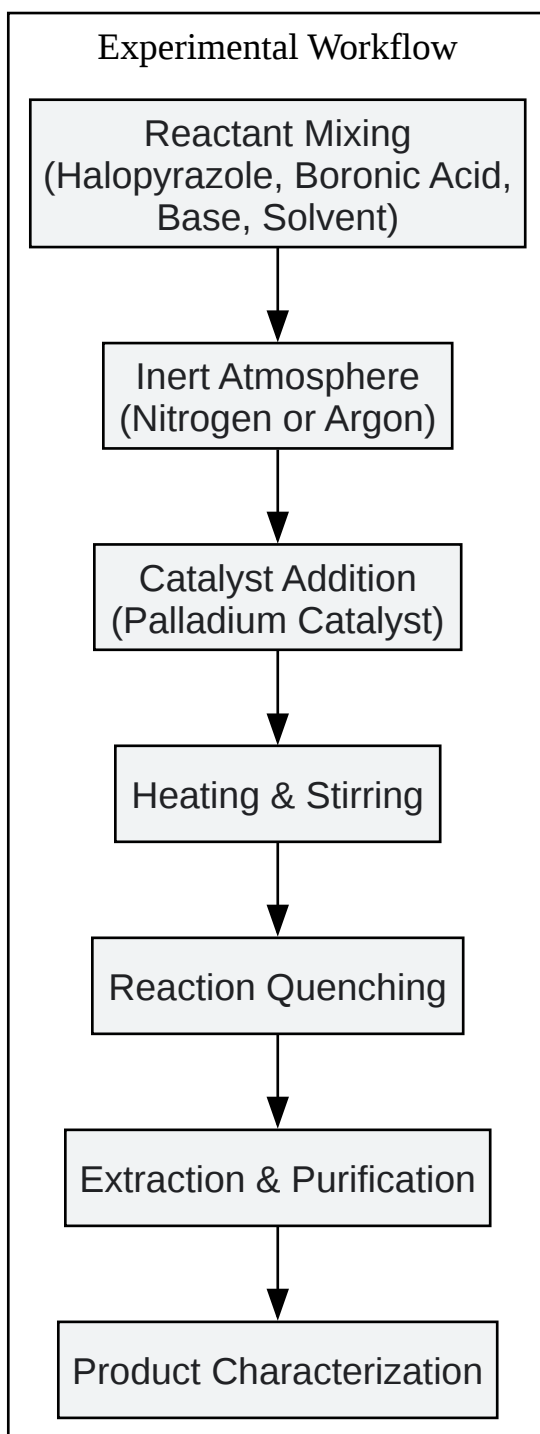 Experimental Workflow
Reactant Mixing
(Halopyrazole, Boronic Acid,
Base, Solvent)
Inert Atmosphere
(Nitrogen or Argon)
Catalyst Addition
(Palladium Catalyst)
Heating & Stirring
Reaction Quenching
Extraction & Purification
Product Characterization